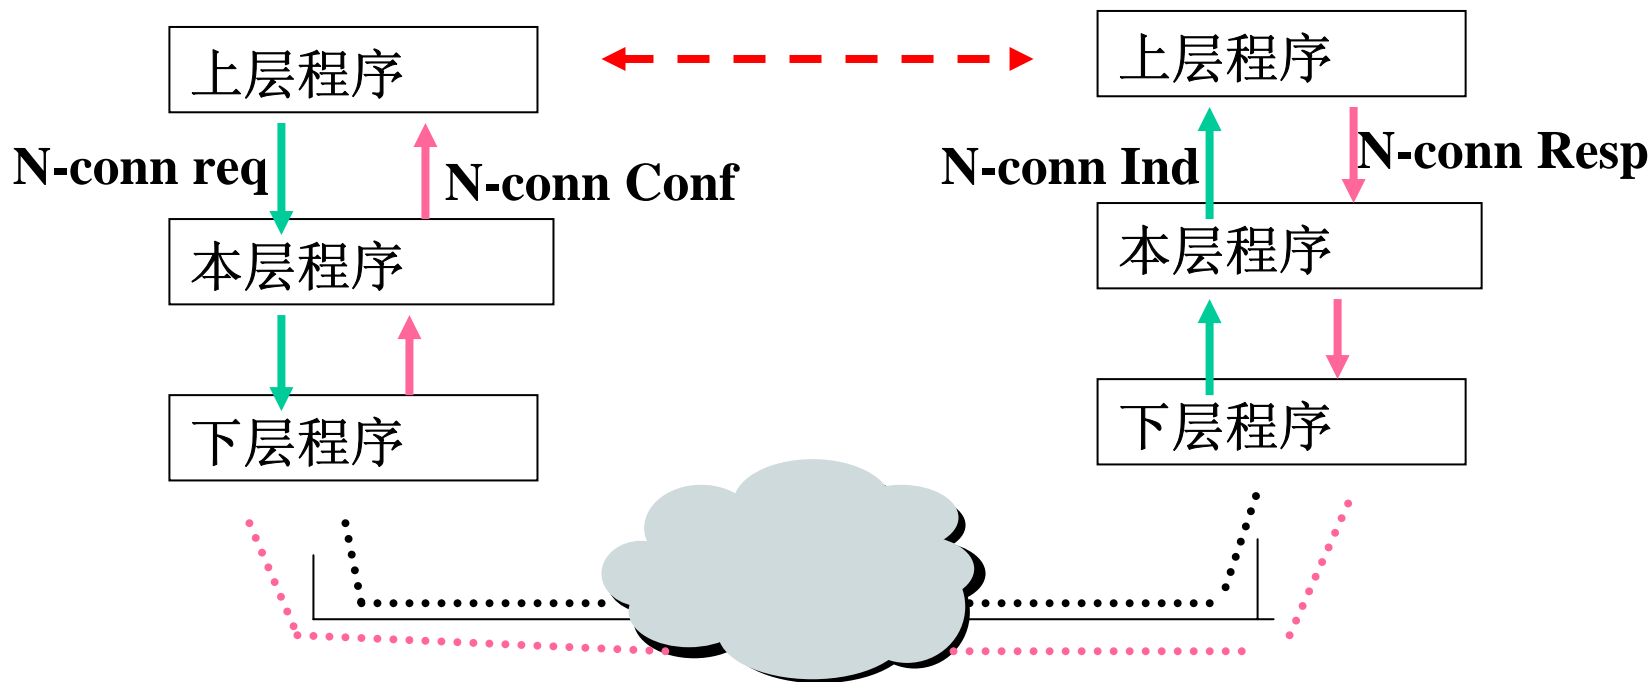 上层程序
上层程序
N-conn req
N-conn Conf
N-conn Ind
N-conn Resp
本层程序
本层程序
下层程序
下层程序